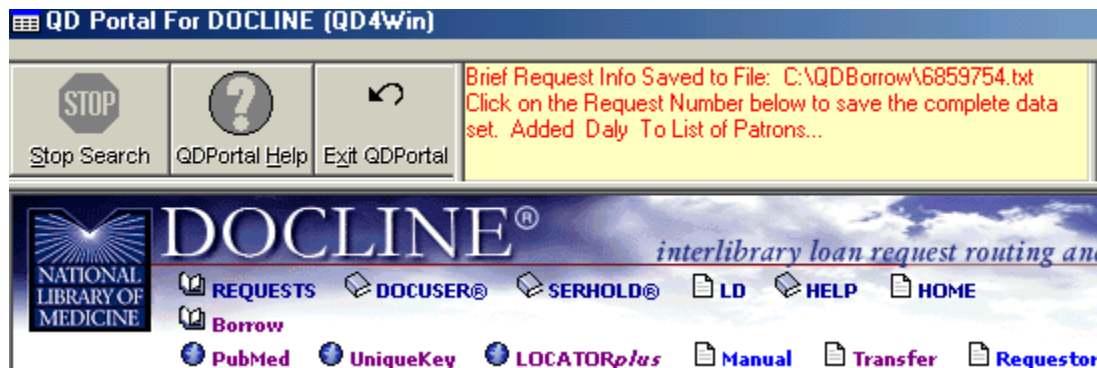 QD Portal For DOCLINE (QD4Win)
STOP
Stop Search
?
QDPortal Help
Exit QDPortal
Brief Request Info Saved to File: C:\QDBorrow\6859754.txt
Click on the Request Number below to save the complete data
set. Added Daly To List of Patrons...
NATIONAL
LIBRARY OF
MEDICINE
DOCLINE®
interlibrary loan request routing an
REQUESTS DOCUSER® SERHOLD® LD HELP HOME
Borrow
PubMed UniqueKey LOCATORplus Manual Transfer Requestor